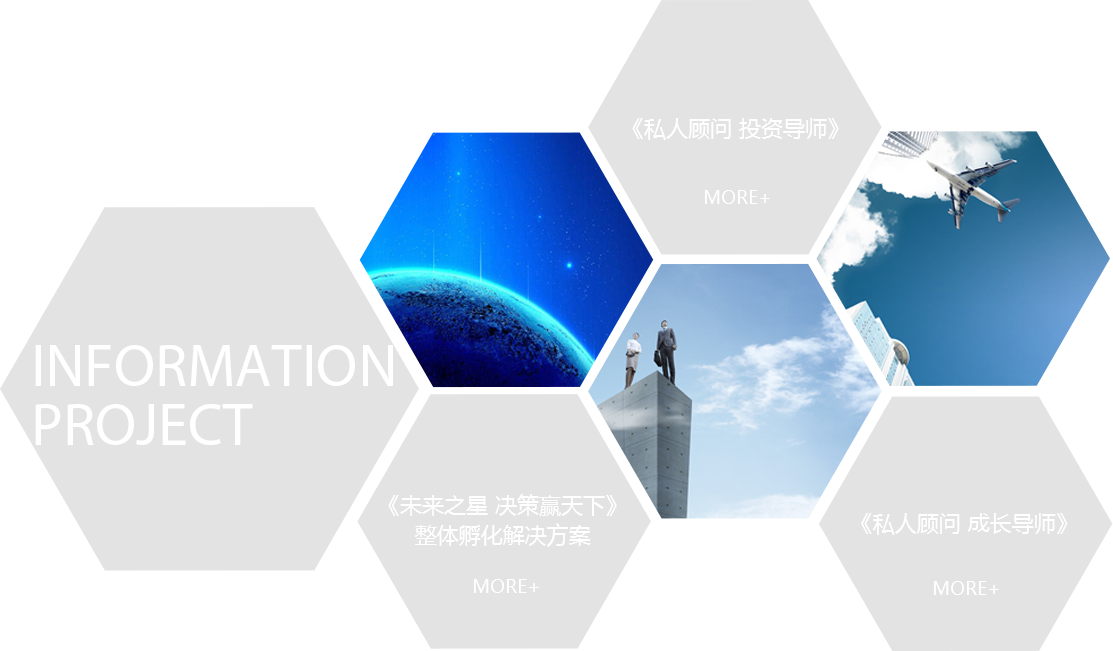 INFORMATION
PROJECT
《私人顾问 投资导师》
MORE+
《未来之星 决策赢天下》
整体孵化解决方案
MORE+
《私人顾问 成长导师》
MORE+